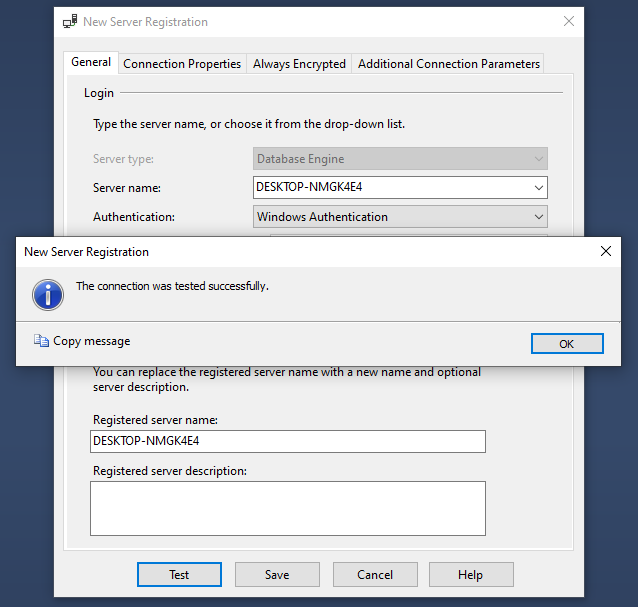 New Server Registration
General
Connection Properties
Always Encrypted
Additional Connection Parameters
Login
Type the server name, or choose it from the drop-down list.
Server type:
Database Engine
Server name:
DESKTOP-NMGK4E4
Authentication:
Windows Authentication
New Server Registration
The connection was tested successfully.
Copy message
OK
You can replace the registered server name with a new name and optional
server description.
Registered server name:
DESKTOP-NMGK4E4
Registered server description:
Test
Save
Cancel
Help